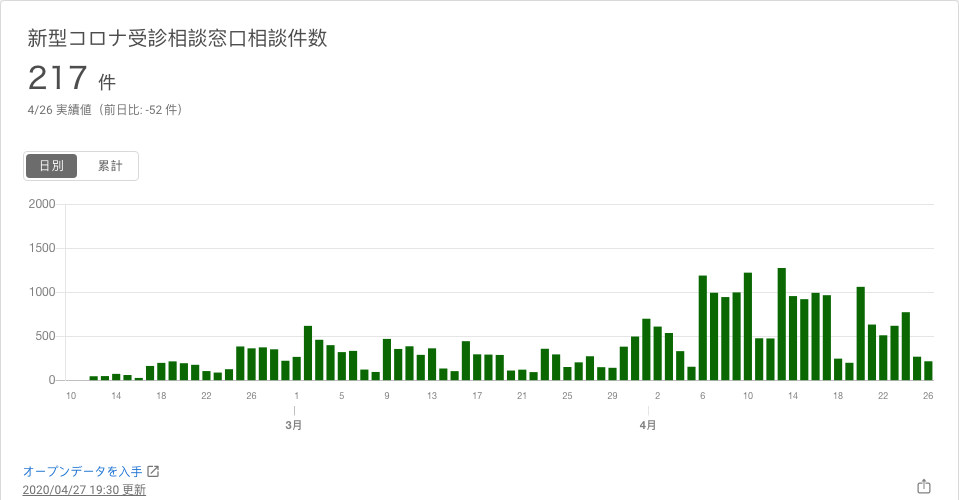 新型コロナ受診相談窓口相談件数
217 件
4/26 実績値（前日比: -52 件）
日別 累計
2000
1500
1000
500
0
10 14 18 22 26 1 5 9 13 17 21 25 29 2 6 10 14 18 22 26
3月 4月
オープンデータを入手
2020/04/27 19:30 更新